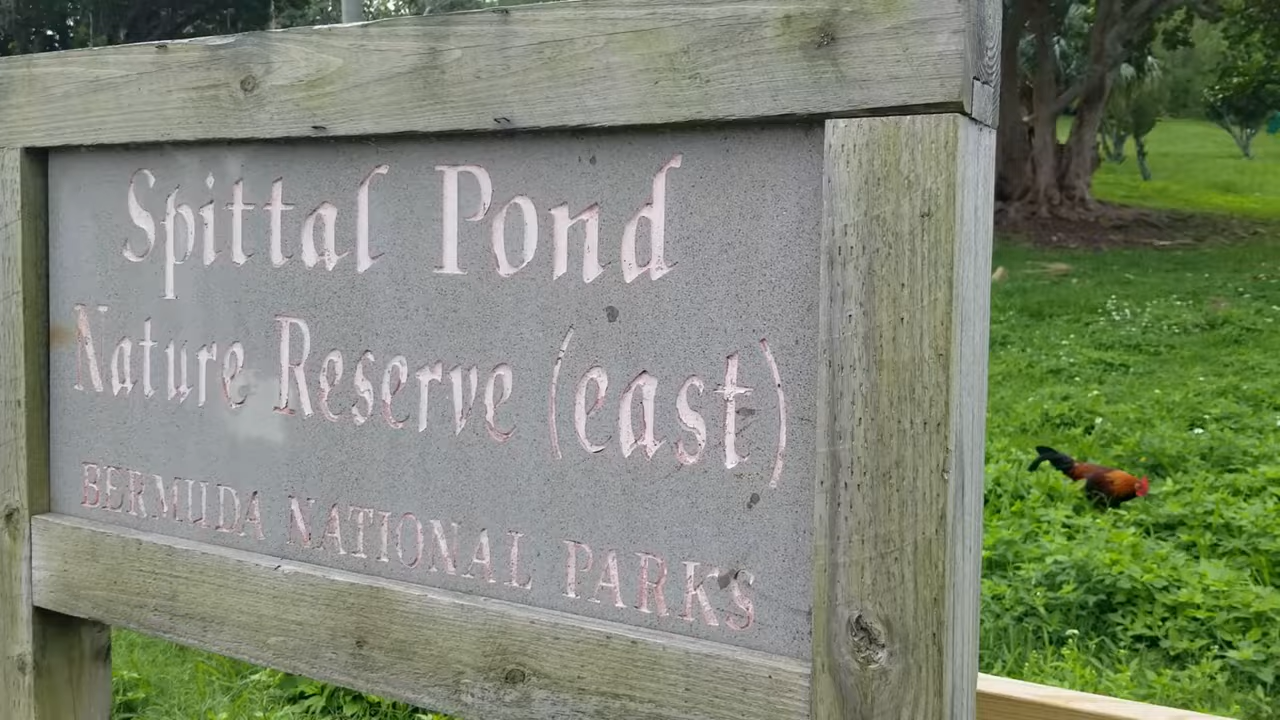 Spittal Pond
Nature Reserve (east)
BERMUDA NATIONAL PARKS